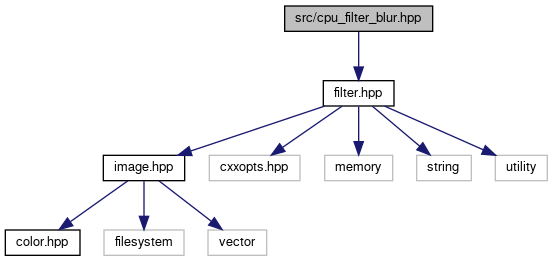 src/cpu_filter_blur.hpp
filter.hpp
image.hpp
cxxopts.hpp
memory
string
utility
color.hpp
filesystem
vector